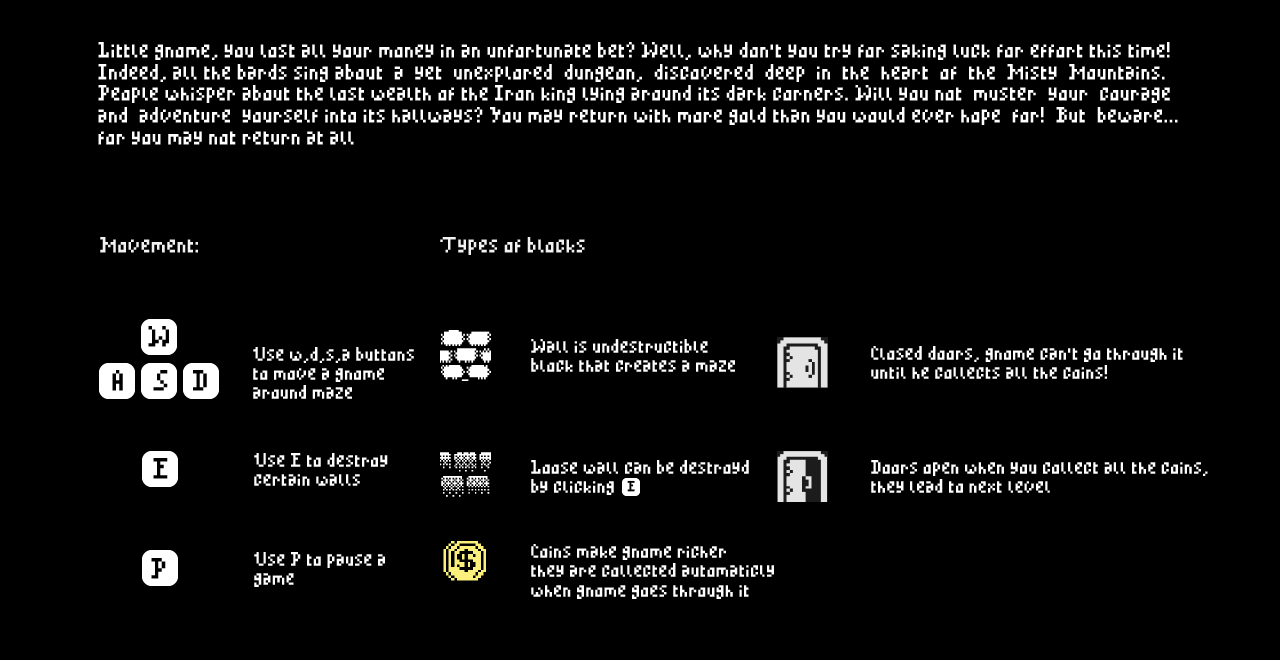 Little gnome, you lost all your money in an unfortunate bet? Well, why don't you try for saking luck for effort this time!
Indeed, all the bards sing about a yet unexplored dungeon, discovered deep in the heart of the Misty Mountains.
People whisper about the lost wealth of the Iron king lying around its dark corners. Will you not muster your courage
and adventure yourself into its hallways? You may return with more gold than you would ever hope for! But beware...
for you may not return at all
Movement:
Types of blocks
W
A S D
Use w,d,s,a buttons
to move a gnome
around maze
Wall is undestructible
block that creates a maze
Closed doors, gnome can't go through it
until he collects all the coins!
E
Use E to destroy
certain walls
Loose wall can be destroyd
by clicking E
Doors open when you collect all the coins,
they lead to next level
P
Use P to pause a
game
$
Coins make gnome richer
they are collected automaticly
when gnome goes through it